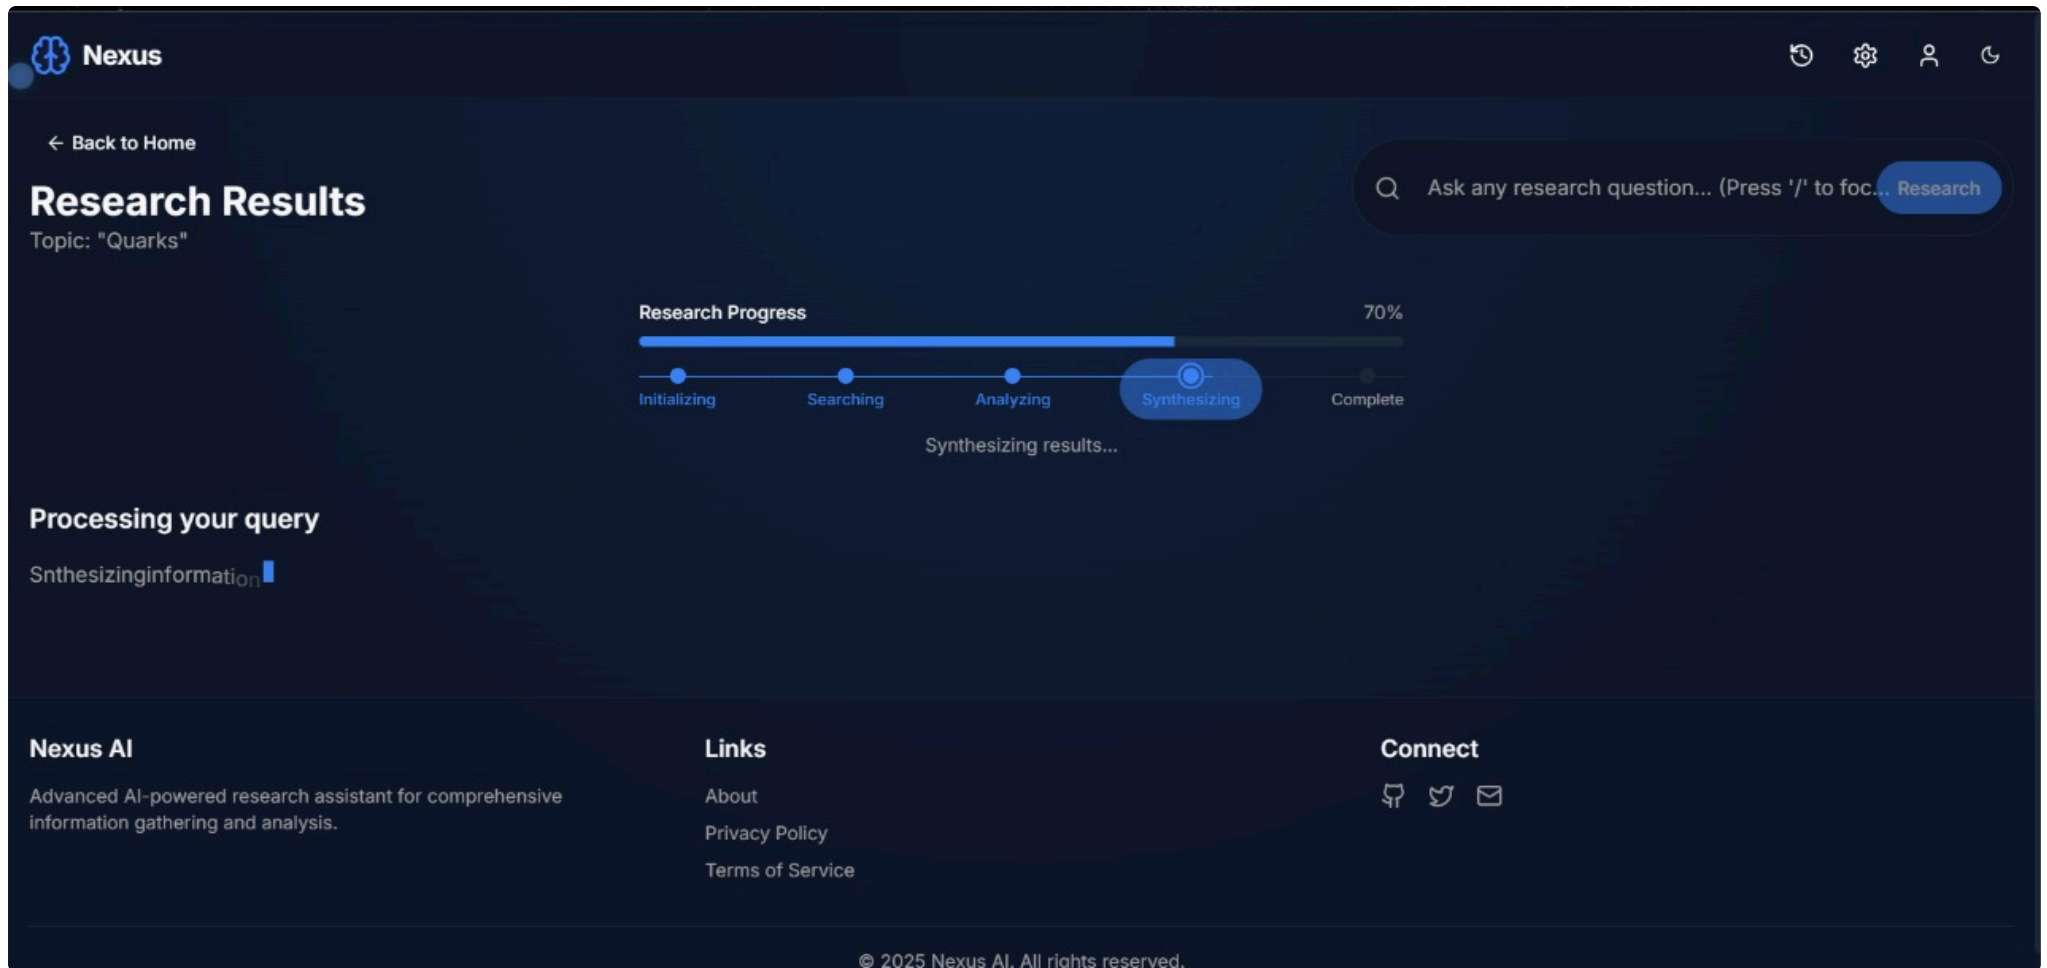 Nexus
Back to Home
Research Results
Topic: "Quarks"
Ask any research question... (Press '/' to foc...
Research
Research Progress
70%
Initializing
Searching
Analyzing
Synthesizing
Complete
Synthesizing results...
Processing your query
Snthesizinginformation
Nexus AI
Advanced AI-powered research assistant for comprehensive
information gathering and analysis.
Links
About
Privacy Policy
Terms of Service
Connect
© 2025 Nexus AI. All rights reserved.